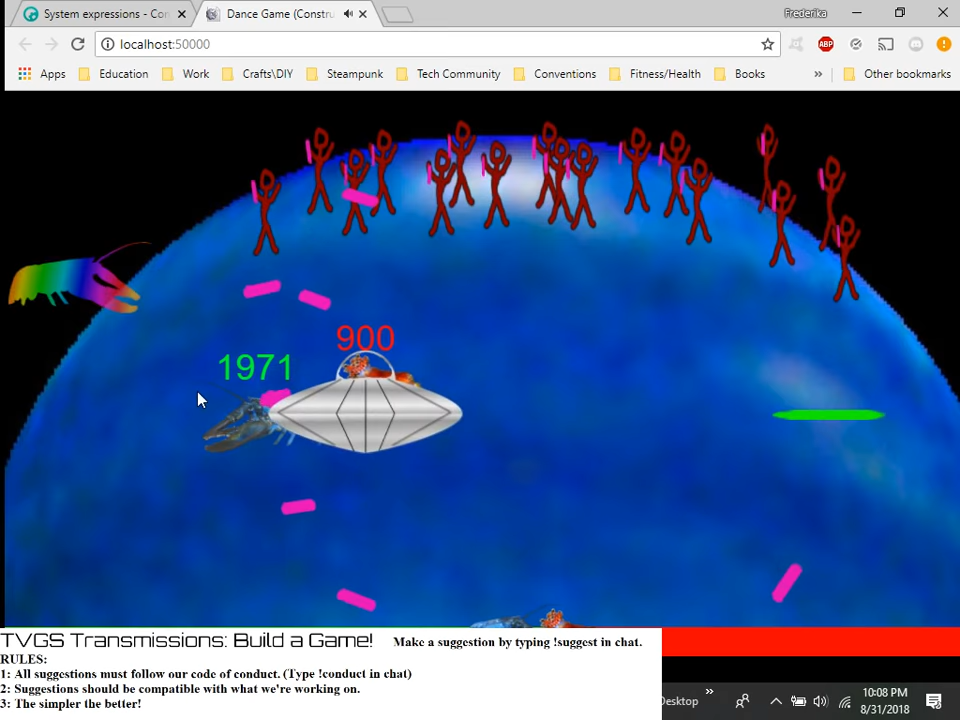 System expressions - Con
Dance Game (Constru
Frederika
localhost:50000
ABP
Apps Education Work Crafts\DIY Steampunk Tech Community Conventions Fitness/Health Books » Other bookmarks
900
1971
TVGS Transmissions: Build a Game! Make a suggestion by typing !suggest in chat.
RULES:
1: All suggestions must follow our code of conduct. (Type !conduct in chat)
2: Suggestions should be compatible with what we're working on.
3: The simpler the better!
Desktop »
10:08 PM
8/31/2018